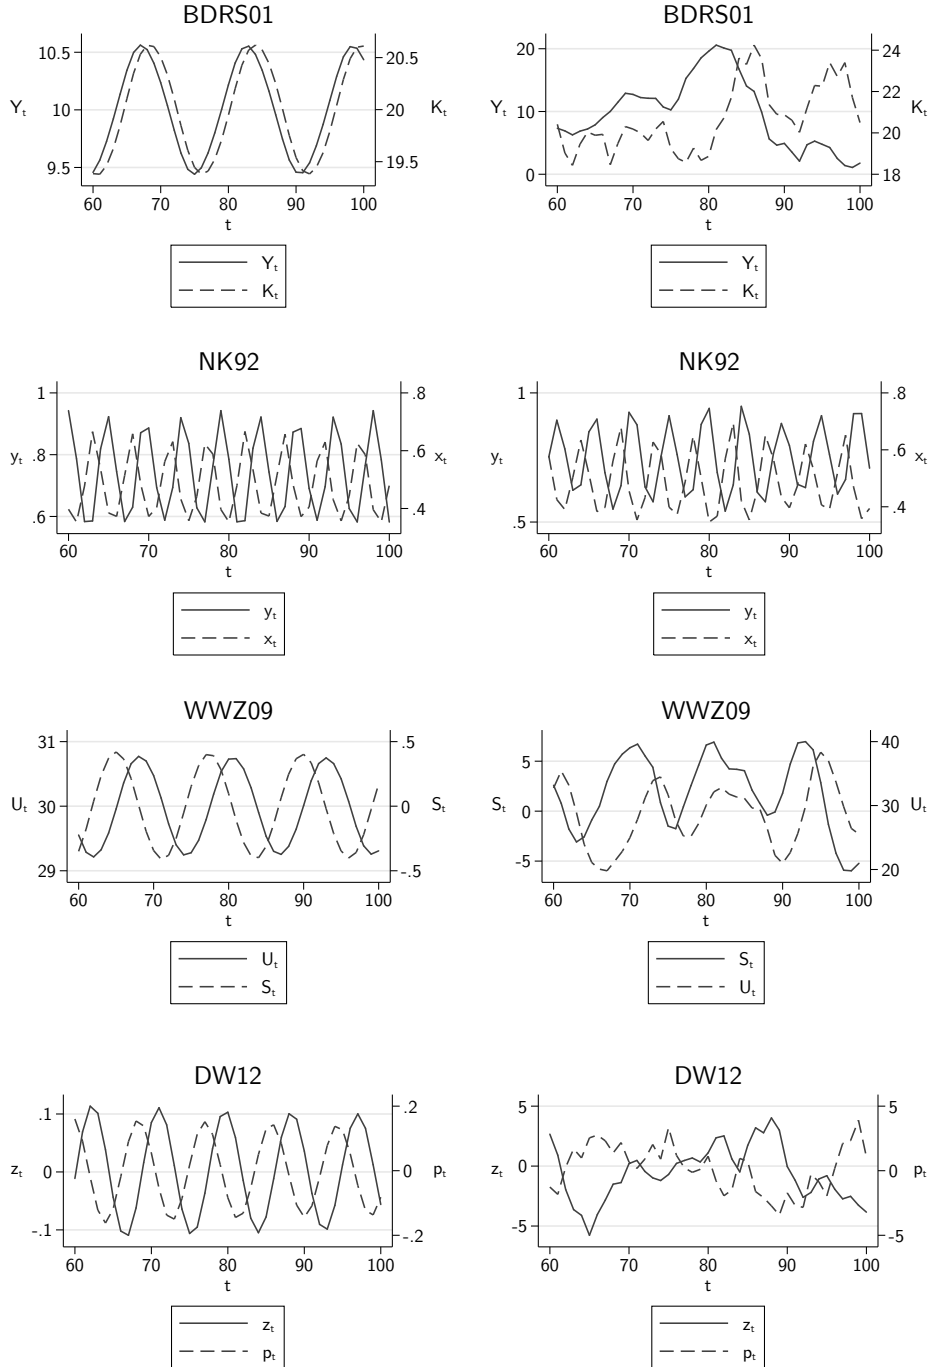 BDRS01
10.5
10
9.5
20.5
20
19.5
Yₜ
Kₜ
60 70 80 90 100
t
Yₜ
Kₜ
BDRS01
20
10
0
24
22
20
18
Yₜ
Kₜ
60 70 80 90 100
t
Yₜ
Kₜ
NK92
1
.8
.6
.8
.6
.4
yₜ
xₜ
60 70 80 90 100
t
yₜ
xₜ
NK92
1
.5
.8
.6
.4
yₜ
xₜ
60 70 80 90 100
t
yₜ
xₜ
WWZ09
31
30
29
.5
0
-.5
Uₜ
Sₜ
60 70 80 90 100
t
Uₜ
Sₜ
WWZ09
5
0
-5
40
30
20
Sₜ
Uₜ
60 70 80 90 100
t
Sₜ
Uₜ
DW12
.1
0
-.1
.2
0
-.2
zₜ
pₜ
60 70 80 90 100
t
zₜ
pₜ
DW12
5
0
-5
5
0
-5
zₜ
pₜ
60 70 80 90 100
t
zₜ
pₜ